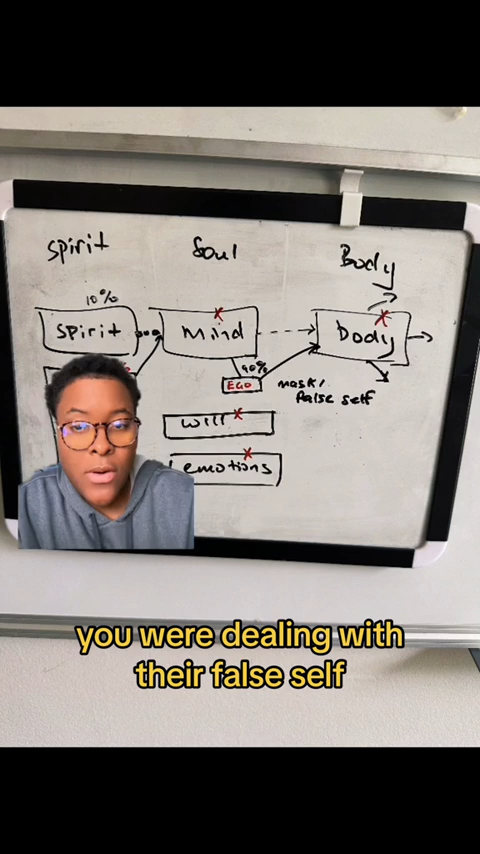 Spirit
Soul
Body
10%
Spirit
Mind
Body
90%
EGO
mask/
false self
will
emotions
you were dealing with
their false self